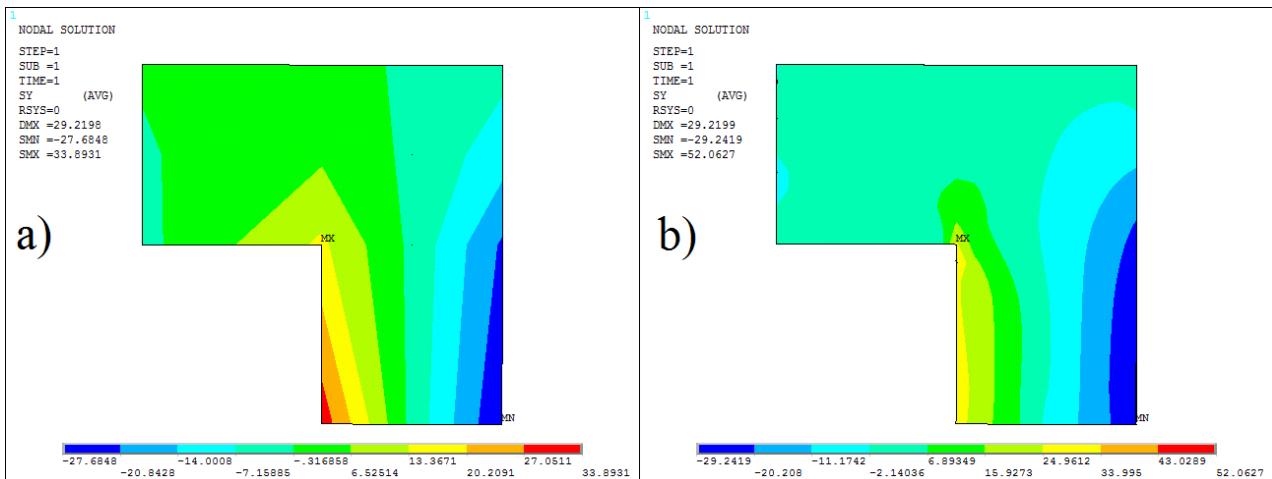 1
NODAL SOLUTION
STEP=1
SUB =1
TIME=1
SY (AVG)
RSYS=0
DMX =29.2198
SMN =-27.6848
SMX =33.8931
a)
MX
MN
-27.6848 -14.0008 -.316858 13.3671 27.0511
-20.8428 -7.15885 6.52514 20.2091 33.8931
1
NODAL SOLUTION
STEP=1
SUB =1
TIME=1
SY (AVG)
RSYS=0
DMX =29.2199
SMN =-29.2419
SMX =52.0627
b)
MX
MN
-29.2419 -11.1742 6.89349 24.9612 43.0289
-20.208 -2.14036 15.9273 33.995 52.0627